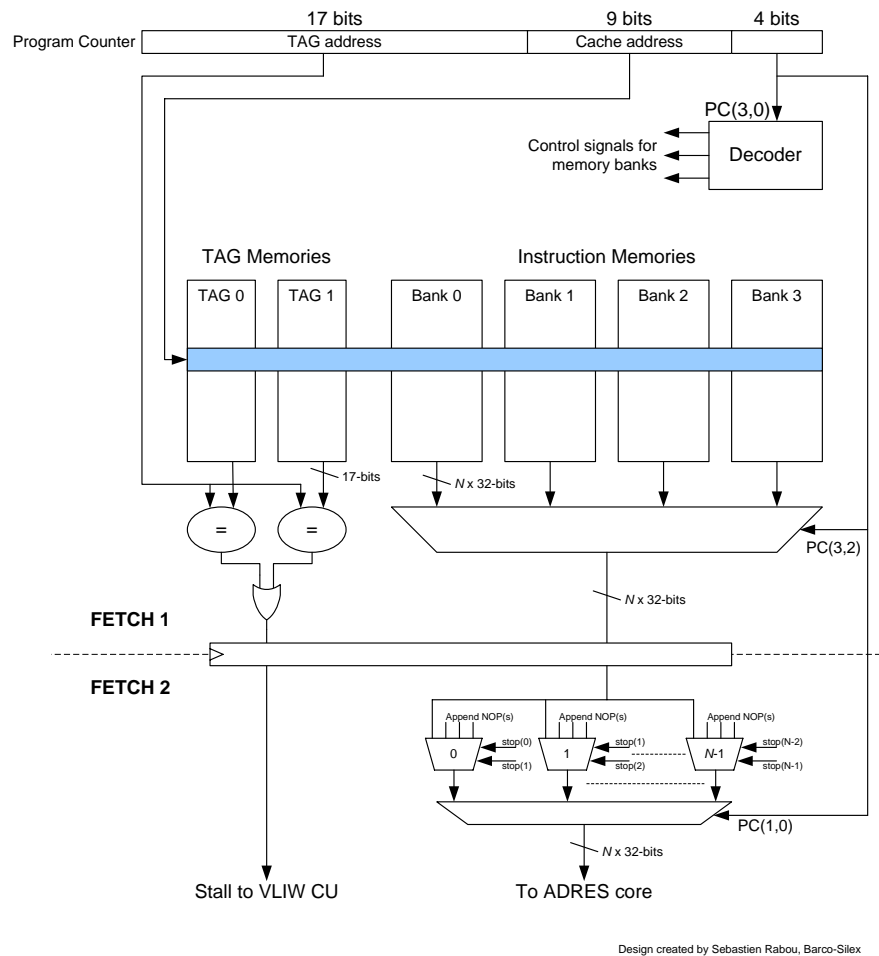 17 bits
9 bits
4 bits
Program Counter
TAG address
Cache address
PC(3,0)
Control signals for
memory banks
Decoder
TAG Memories
Instruction Memories
TAG 0
TAG 1
Bank 0
Bank 1
Bank 2
Bank 3
17-bits
N x 32-bits
=
=
PC(3,2)
N x 32-bits
FETCH 1
FETCH 2
Append NOP(s)
Append NOP(s)
Append NOP(s)
0
stop(0)
stop(1)
1
stop(1)
stop(2)
N-1
stop(N-2)
stop(N-1)
PC(1,0)
N x 32-bits
Stall to VLIW CU
To ADRES core
Design created by Sebastien Rabou, Barco-Silex